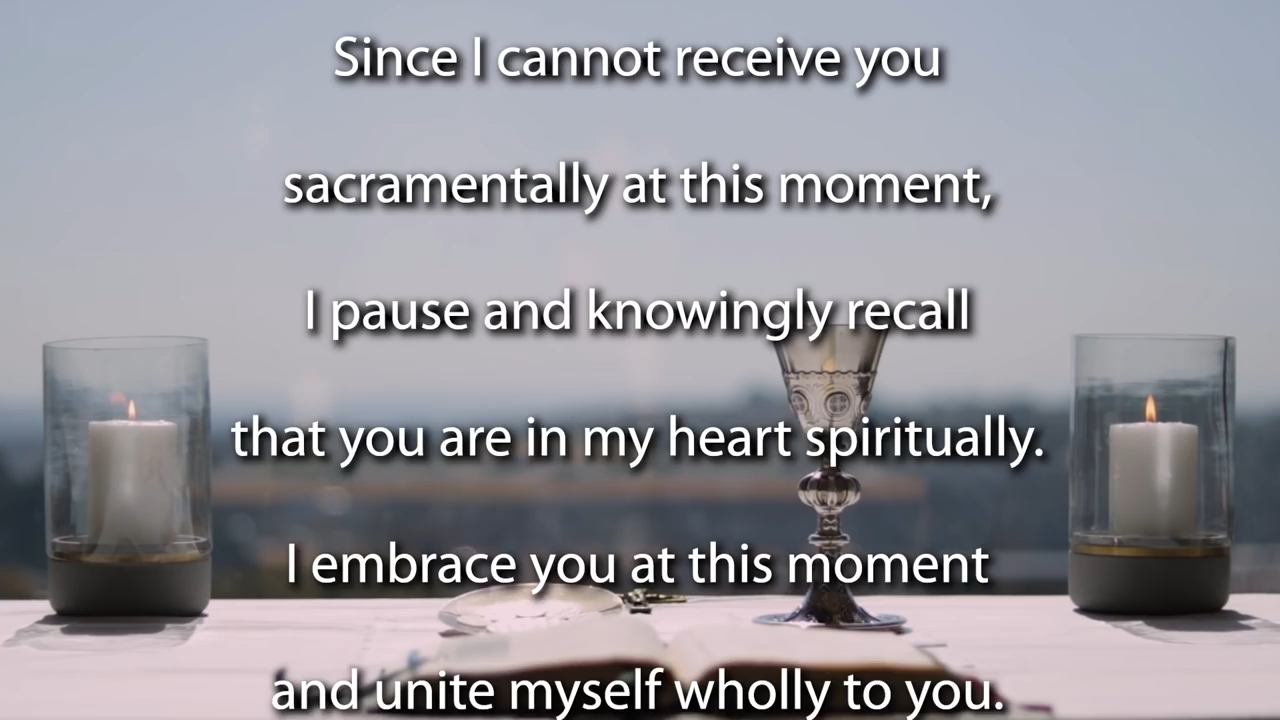 Since I cannot receive you
sacramentally at this moment,
I pause and knowingly recall
that you are in my heart spiritually.
I embrace you at this moment
and unite myself wholly to you.